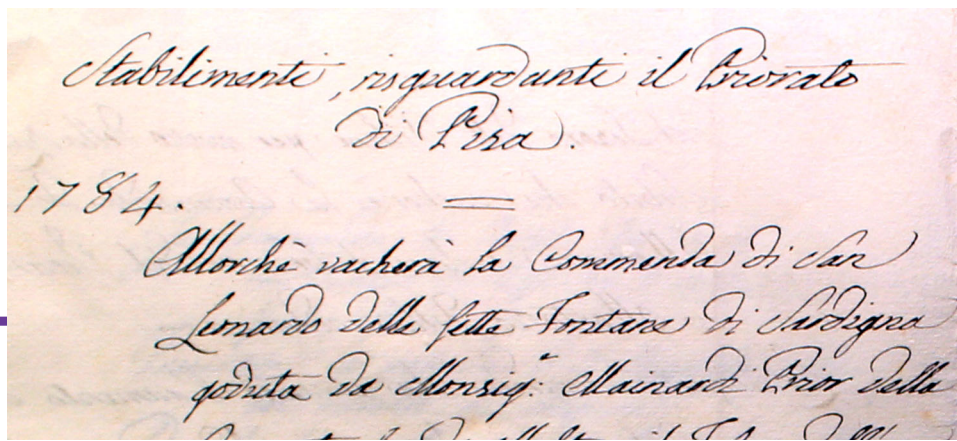 Stabilimenti, risguardanti il Priorato
di Pisa.
1784.
Allorchè vacherà la Commenda di San
Leonardo delle sette Fontane di Sardigna
goduta da Monsig.r Mainardi Prior della